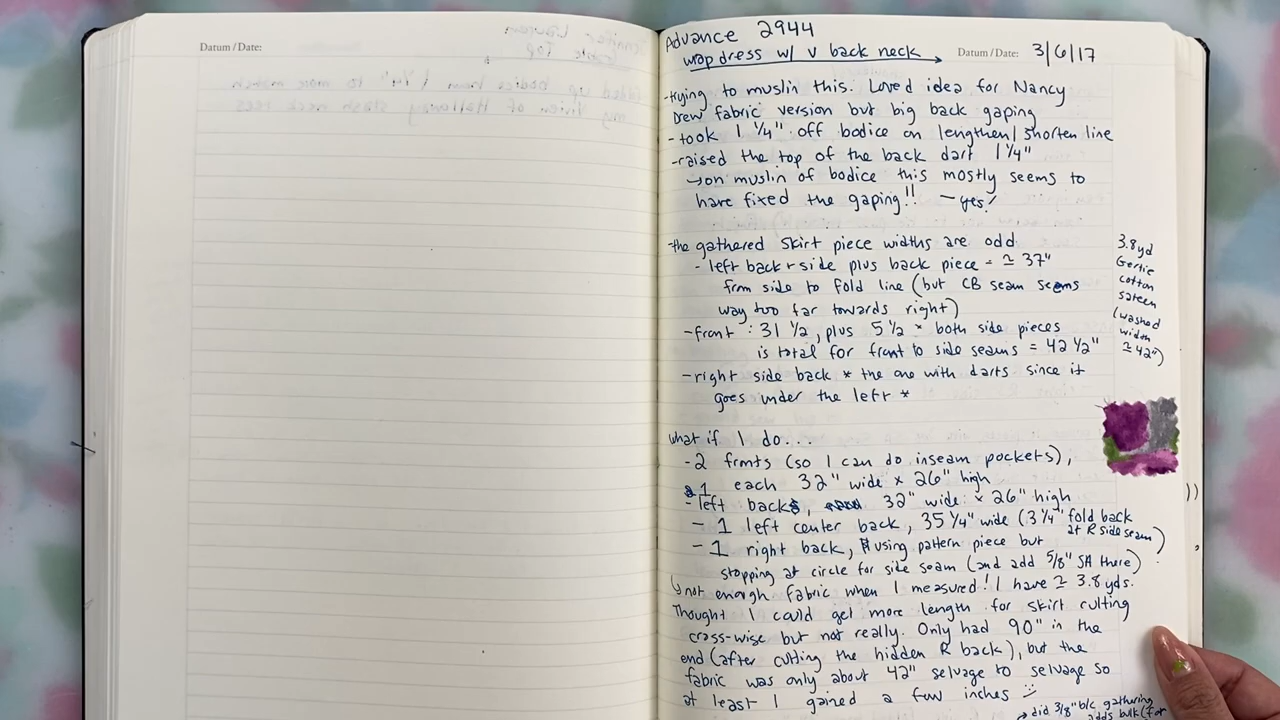 Datum / Date:
Advance 2944
wrap dress w/ v back neck
Datum / Date: 3/6/17
-trying to muslin this. Loved idea for Nancy
Drew fabric version but big back gaping
- took 1 1/4" off bodice on lengthen/shorten line
-raised the top of the back dart 1 1/4"
↳on muslin of bodice this mostly seems to
have fixed the gaping!! — yes!
-the gathered skirt piece widths are odd
- left back + side plus back piece = ≈ 37"
from side to fold line (but CB seam seems
way too far towards right)
-front : 31 1/2, plus 5 1/2 * both side pieces
is total for front to side seams = 42 1/2"
-right side back * the one with darts since it
goes under the left *
3.8 yd
Gertie
cotton
sateen
(washed
width
≈ 42")
what if I do...
-2 fronts (so I can do inseam pockets),
each 32" wide x 26" high
- 1 left back, 32" wide x 26" high
- 1 left center back, 35 1/4" wide (3 1/4" fold back
at R side seam)
- 1 right back, using pattern piece but
stopping at circle for side seam (and add 5/8" SA there)
↳ not enough fabric when I measured! I have ≈ 3.8 yds.
Thought I could get more length for skirt cutting
cross-wise but not really. Only had 90" in the
end (after cutting the hidden R back), but the
fabric was only about 42" selvage to selvage so
at least I gained a few inches :)
→ did 3/8" b/c gathering
adds bulk (for